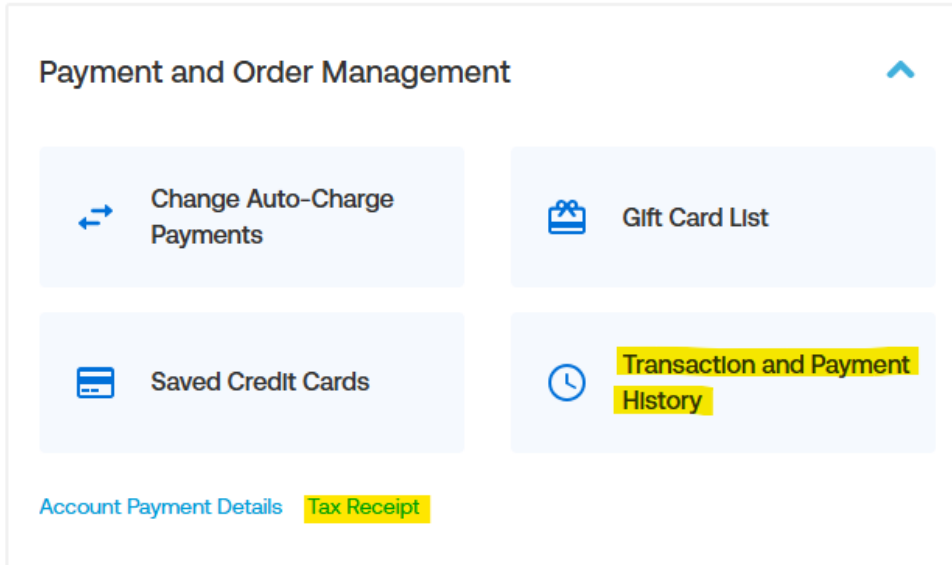 Payment and Order Management
Change Auto-Charge
Payments
Gift Card List
Saved Credit Cards
Transaction and Payment
History
Account Payment Details Tax Receipt